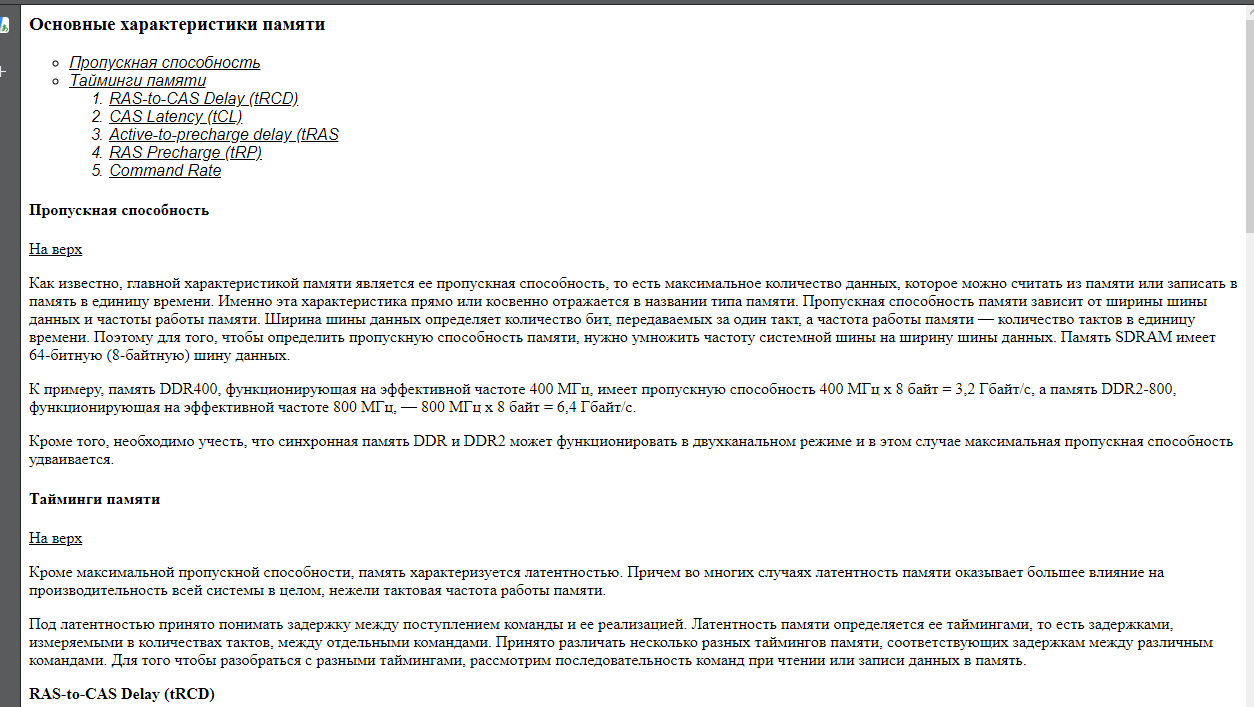 Основные характеристики памяти
Пропускная способность
Тайминги памяти
1. RAS-to-CAS Delay (tRCD)
2. CAS Latency (tCL)
3. Active-to-precharge delay (tRAS
4. RAS Precharge (tRP)
5. Command Rate
Пропускная способность
На верх
Как известно, главной характеристикой памяти является ее пропускная способность, то есть максимальное количество данных, которое можно считать из памяти или записать в
память в единицу времени. Именно эта характеристика прямо или косвенно отражается в названии типа памяти. Пропускная способность памяти зависит от ширины шины
данных и частоты работы памяти. Ширина шины данных определяет количество бит, передаваемых за один такт, а частота работы памяти — количество тактов в единицу
времени. Поэтому для того, чтобы определить пропускную способность памяти, нужно умножить частоту системной шины на ширину шины данных. Память SDRAM имеет
64-битную (8-байтную) шину данных.
К примеру, память DDR400, функционирующая на эффективной частоте 400 МГц, имеет пропускную способность 400 МГц х 8 байт = 3,2 Гбайт/с, а память DDR2-800,
функционирующая на эффективной частоте 800 МГц, — 800 МГц х 8 байт = 6,4 Гбайт/с.
Кроме того, необходимо учесть, что синхронная память DDR и DDR2 может функционировать в двухканальном режиме и в этом случае максимальная пропускная способность
удваивается.
Тайминги памяти
На верх
Кроме максимальной пропускной способности, память характеризуется латентностью. Причем во многих случаях латентность памяти оказывает большее влияние на
производительность всей системы в целом, нежели тактовая частота работы памяти.
Под латентностью принято понимать задержку между поступлением команды и ее реализацией. Латентность памяти определяется ее таймингами, то есть задержками,
измеряемыми в количествах тактов, между отдельными командами. Принято различать несколько разных таймингов памяти, соответствующих задержкам между различным
командами. Для того чтобы разобраться с разными таймингами, рассмотрим последовательность команд при чтении или записи данных в память.
RAS-to-CAS Delay (tRCD)